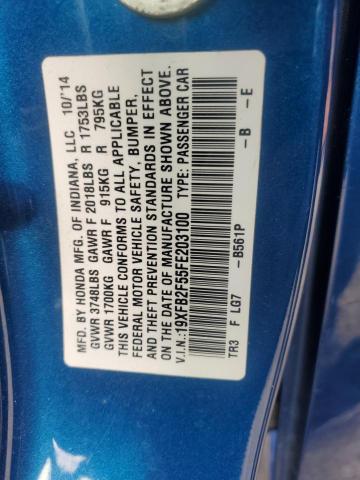 MFD. BY HONDA MFG. OF INDIANA, LLC 10/'14
GVWR 3748LBS GAWR F 2018LBS R 1753LBS
GVWR 1700KG GAWR F 915KG R 795KG
THIS VEHICLE CONFORMS TO ALL APPLICABLE
FEDERAL MOTOR VEHICLE SAFETY, BUMPER,
AND THEFT PREVENTION STANDARDS IN EFFECT
ON THE DATE OF MANUFACTURE SHOWN ABOVE
V.I.N.:19XFB2F55FE203100 TYPE: PASSENGER CAR
-B561P -B -E
TR3 F LG7